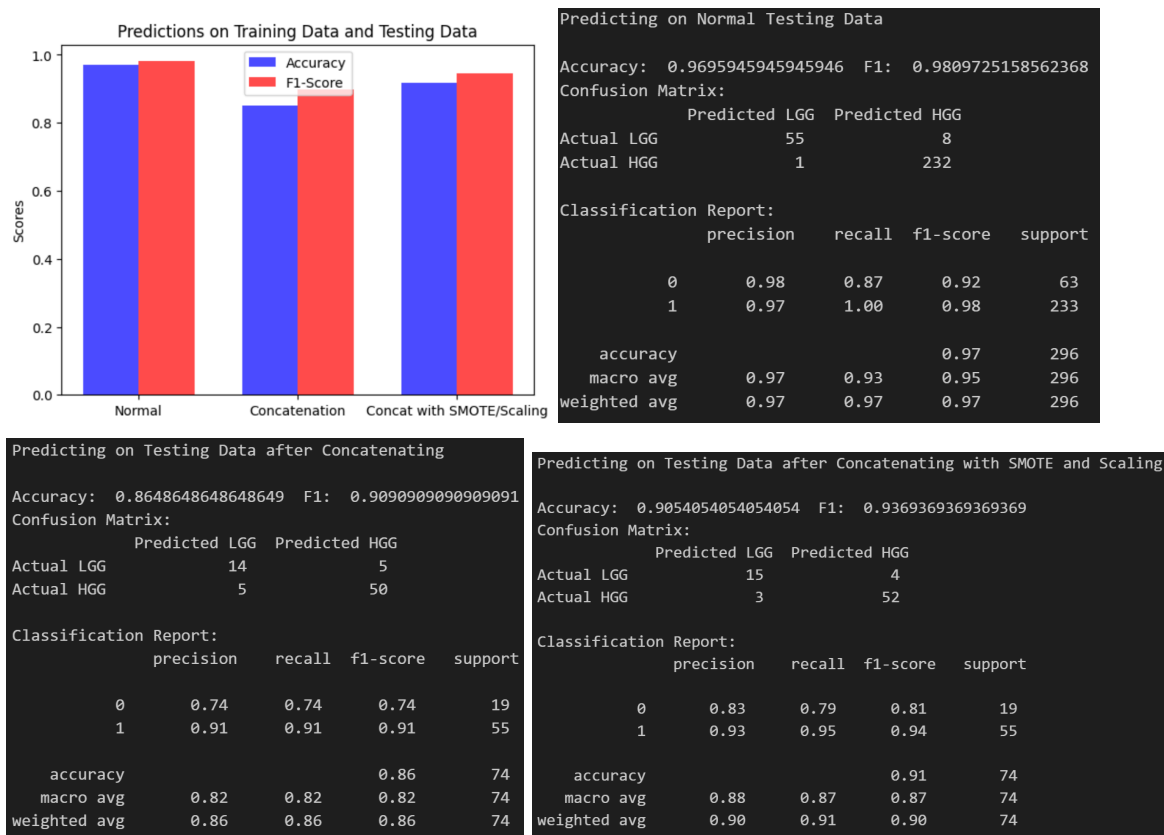 Predictions on Training Data and Testing Data
Accuracy
F1-Score
Scores
1.0
0.8
0.6
0.4
0.2
0.0
Normal Concatenation Concat with SMOTE/Scaling
Predicting on Normal Testing Data
Accuracy: 0.9695945945945946 F1: 0.9809725158562368
Confusion Matrix:
Predicted LGG Predicted HGG
Actual LGG 55 8
Actual HGG 1 232
Classification Report:
precision recall f1-score support
0 0.98 0.87 0.92 63
1 0.97 1.00 0.98 233
accuracy 0.97 296
macro avg 0.97 0.93 0.95 296
weighted avg 0.97 0.97 0.97 296
Predicting on Testing Data after Concatenating
Accuracy: 0.8648648648648649 F1: 0.9090909090909091
Confusion Matrix:
Predicted LGG Predicted HGG
Actual LGG 14 5
Actual HGG 5 50
Classification Report:
precision recall f1-score support
0 0.74 0.74 0.74 19
1 0.91 0.91 0.91 55
accuracy 0.86 74
macro avg 0.82 0.82 0.82 74
weighted avg 0.86 0.86 0.86 74
Predicting on Testing Data after Concatenating with SMOTE and Scaling
Accuracy: 0.9054054054054054 F1: 0.9369369369369369
Confusion Matrix:
Predicted LGG Predicted HGG
Actual LGG 15 4
Actual HGG 3 52
Classification Report:
precision recall f1-score support
0 0.83 0.79 0.81 19
1 0.93 0.95 0.94 55
accuracy 0.91 74
macro avg 0.88 0.87 0.87 74
weighted avg 0.90 0.91 0.90 74